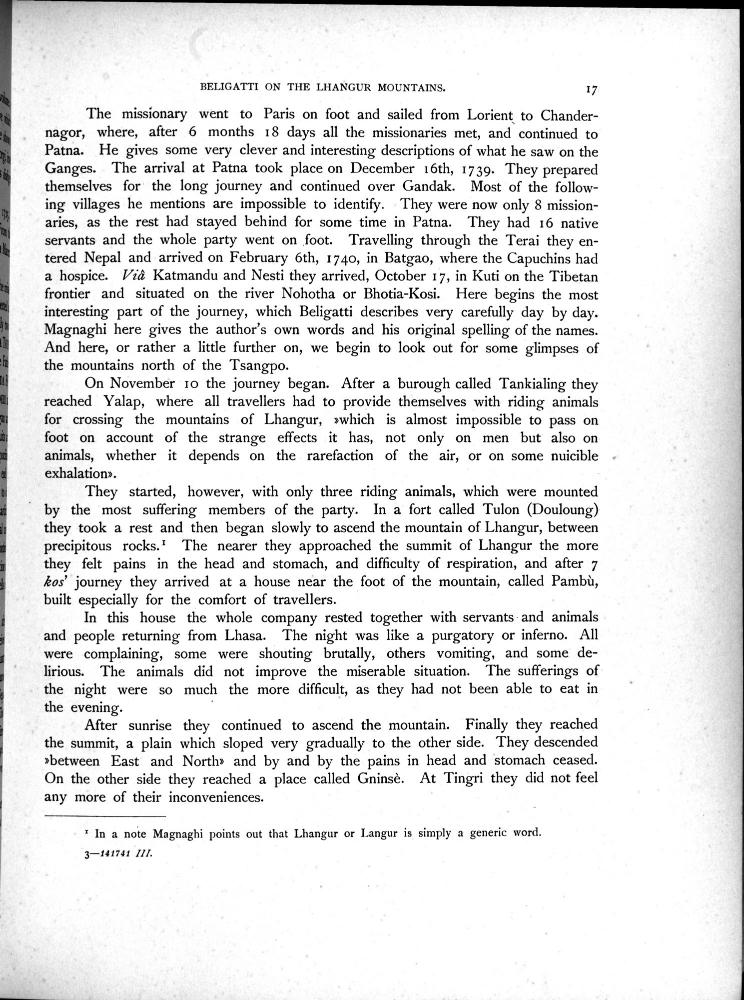 BELIGATTI ON THE LHANGUR MOUNTAINS. 17
The missionary went to Paris on foot and sailed from Lorient to Chander-
nagor, where, after 6 months 18 days all the missionaries met, and continued to
Patna. He gives some very clever and interesting descriptions of what he saw on the
Ganges. The arrival at Patna took place on December 16th, 1739. They prepared
themselves for the long journey and continued over Gandak. Most of the follow-
ing villages he mentions are impossible to identify. They were now only 8 mission-
aries, as the rest had stayed behind for some time in Patna. They had 16 native
servants and the whole party went on foot. Travelling through the Terai they en-
tered Nepal and arrived on February 6th, 1740, in Batgao, where the Capuchins had
a hospice. Viâ Katmandu and Nesti they arrived, October 17, in Kuti on the Tibetan
frontier and situated on the river Nohotha or Bhotia-Kosi. Here begins the most
interesting part of the journey, which Beligatti describes very carefully day by day.
Magnaghi here gives the author's own words and his original spelling of the names.
And here, or rather a little further on, we begin to look out for some glimpses of
the mountains north of the Tsangpo.
On November 10 the journey began. After a burough called Tankialing they
reached Yalap, where all travellers had to provide themselves with riding animals
for crossing the mountains of Lhangur, »which is almost impossible to pass on
foot on account of the strange effects it has, not only on men but also on
animals, whether it depends on the rarefaction of the air, or on some nuicible
exhalation».
They started, however, with only three riding animals, which were mounted
by the most suffering members of the party. In a fort called Tulon (Douloung)
they took a rest and then began slowly to ascend the mountain of Lhangur, between
precipitous rocks.¹ The nearer they approached the summit of Lhangur the more
they felt pains in the head and stomach, and difficulty of respiration, and after 7
kos' journey they arrived at a house near the foot of the mountain, called Pambù,
built especially for the comfort of travellers.
In this house the whole company rested together with servants and animals
and people returning from Lhasa. The night was like a purgatory or inferno. All
were complaining, some were shouting brutally, others vomiting, and some de-
lirious. The animals did not improve the miserable situation. The sufferings of
the night were so much the more difficult, as they had not been able to eat in
the evening.
After sunrise they continued to ascend the mountain. Finally they reached
the summit, a plain which sloped very gradually to the other side. They descended
»between East and North» and by and by the pains in head and stomach ceased.
On the other side they reached a place called Gninsè. At Tingri they did not feel
any more of their inconveniences.
¹ In a note Magnaghi points out that Lhangur or Langur is simply a generic word.
3—141741 III.